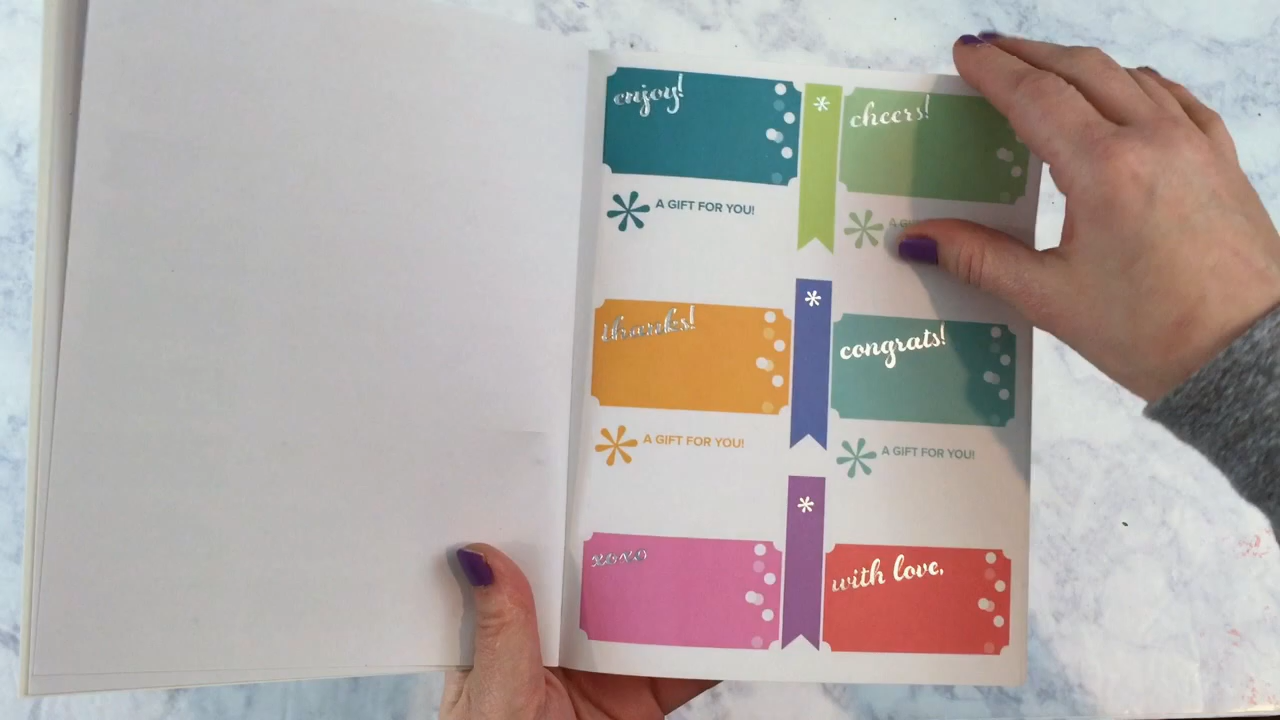 enjoy!
*
cheers!
* A GIFT FOR YOU!
* A
thanks!
*
congrats!
* A GIFT FOR YOU!
* A GIFT FOR YOU!
xoxo
*
with love,